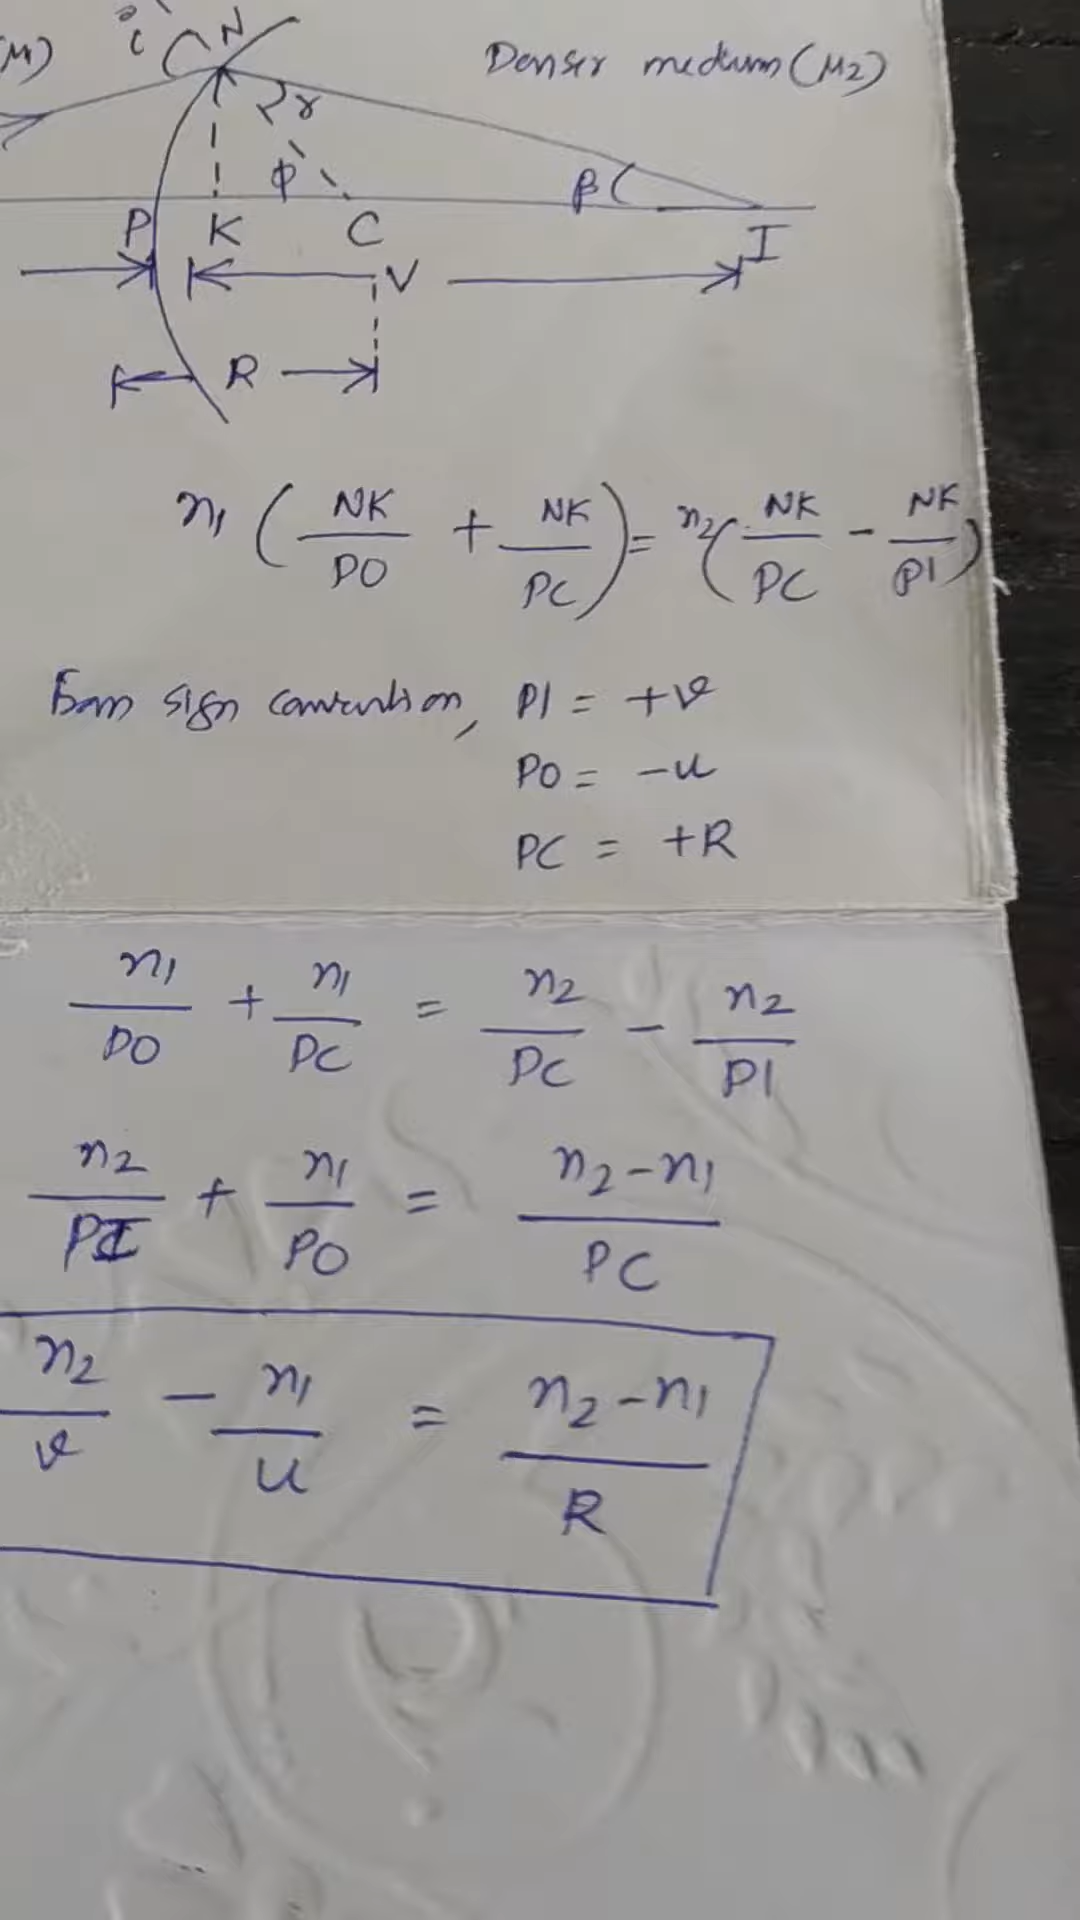 i N
Denser medium (μ2)
r
φ β
P K C I
V
R
n1 ( NK/PO + NK/PC ) = n2 ( NK/PC - NK/PI )
sign convention, PI = +v
PO = -u
PC = +R
n1/PO + n1/PC = n2/PC - n2/PI
n2/PI + n1/PO = n2-n1/PC
n2/v - n1/u = n2-n1/R